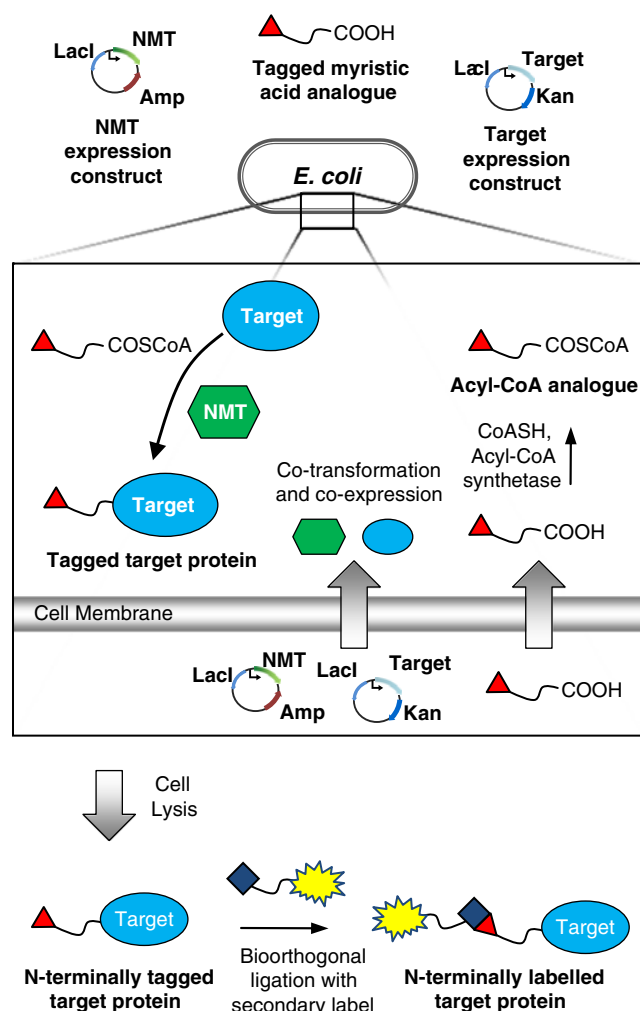 LacI
NMT
Amp
NMT
expression
construct
COOH
Tagged myristic
acid analogue
LacI
Target
Kan
Target
expression
construct
E. coli
Target
COSCoA
NMT
Target
Tagged target protein
COSCoA
Acyl-CoA analogue
CoASH,
Acyl-CoA
synthetase
COOH
Co-transformation
and co-expression
Cell Membrane
LacI
NMT
Amp
LacI
Target
Kan
COOH
Cell
Lysis
Target
N-terminally tagged
target protein
Bioorthogonal
ligation with
secondary label
Target
N-terminally labelled
target protein